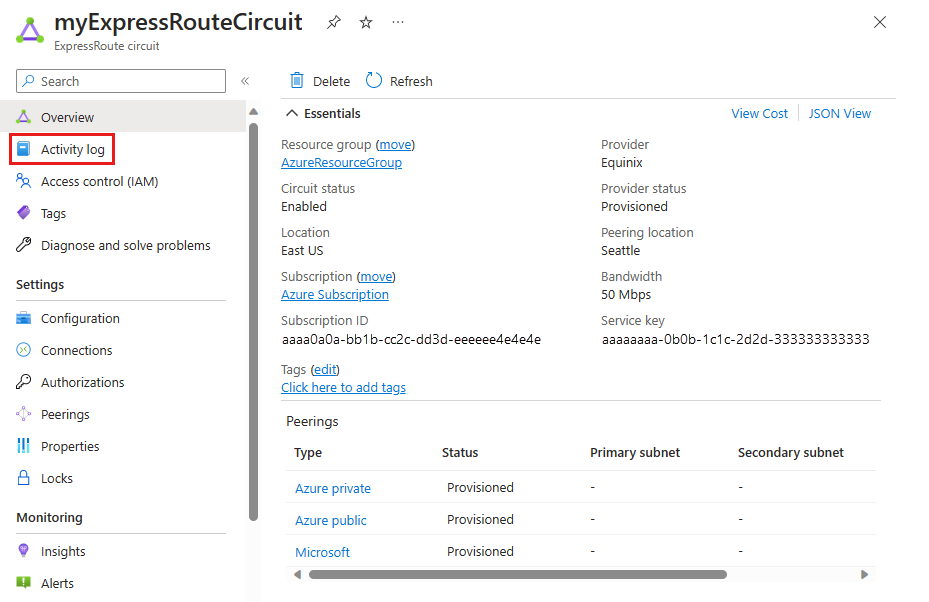 myExpressRouteCircuit
ExpressRoute circuit
Search
Overview
Activity log
Access control (IAM)
Tags
Diagnose and solve problems
Settings
Configuration
Connections
Authorizations
Peerings
Properties
Locks
Monitoring
Insights
Alerts
Delete Refresh
Essentials View Cost JSON View
Resource group (move)
AzureResourceGroup
Circuit status
Enabled
Location
East US
Subscription (move)
Azure Subscription
Subscription ID
aaaa0a0a-bb1b-cc2c-dd3d-eeeeee4e4e4e
Tags (edit)
Click here to add tags
Provider
Equinix
Provider status
Provisioned
Peering location
Seattle
Bandwidth
50 Mbps
Service key
aaaaaaaa-0b0b-1c1c-2d2d-333333333333
Peerings
Type Status Primary subnet Secondary subnet
Azure private Provisioned - -
Azure public Provisioned - -
Microsoft Provisioned - -